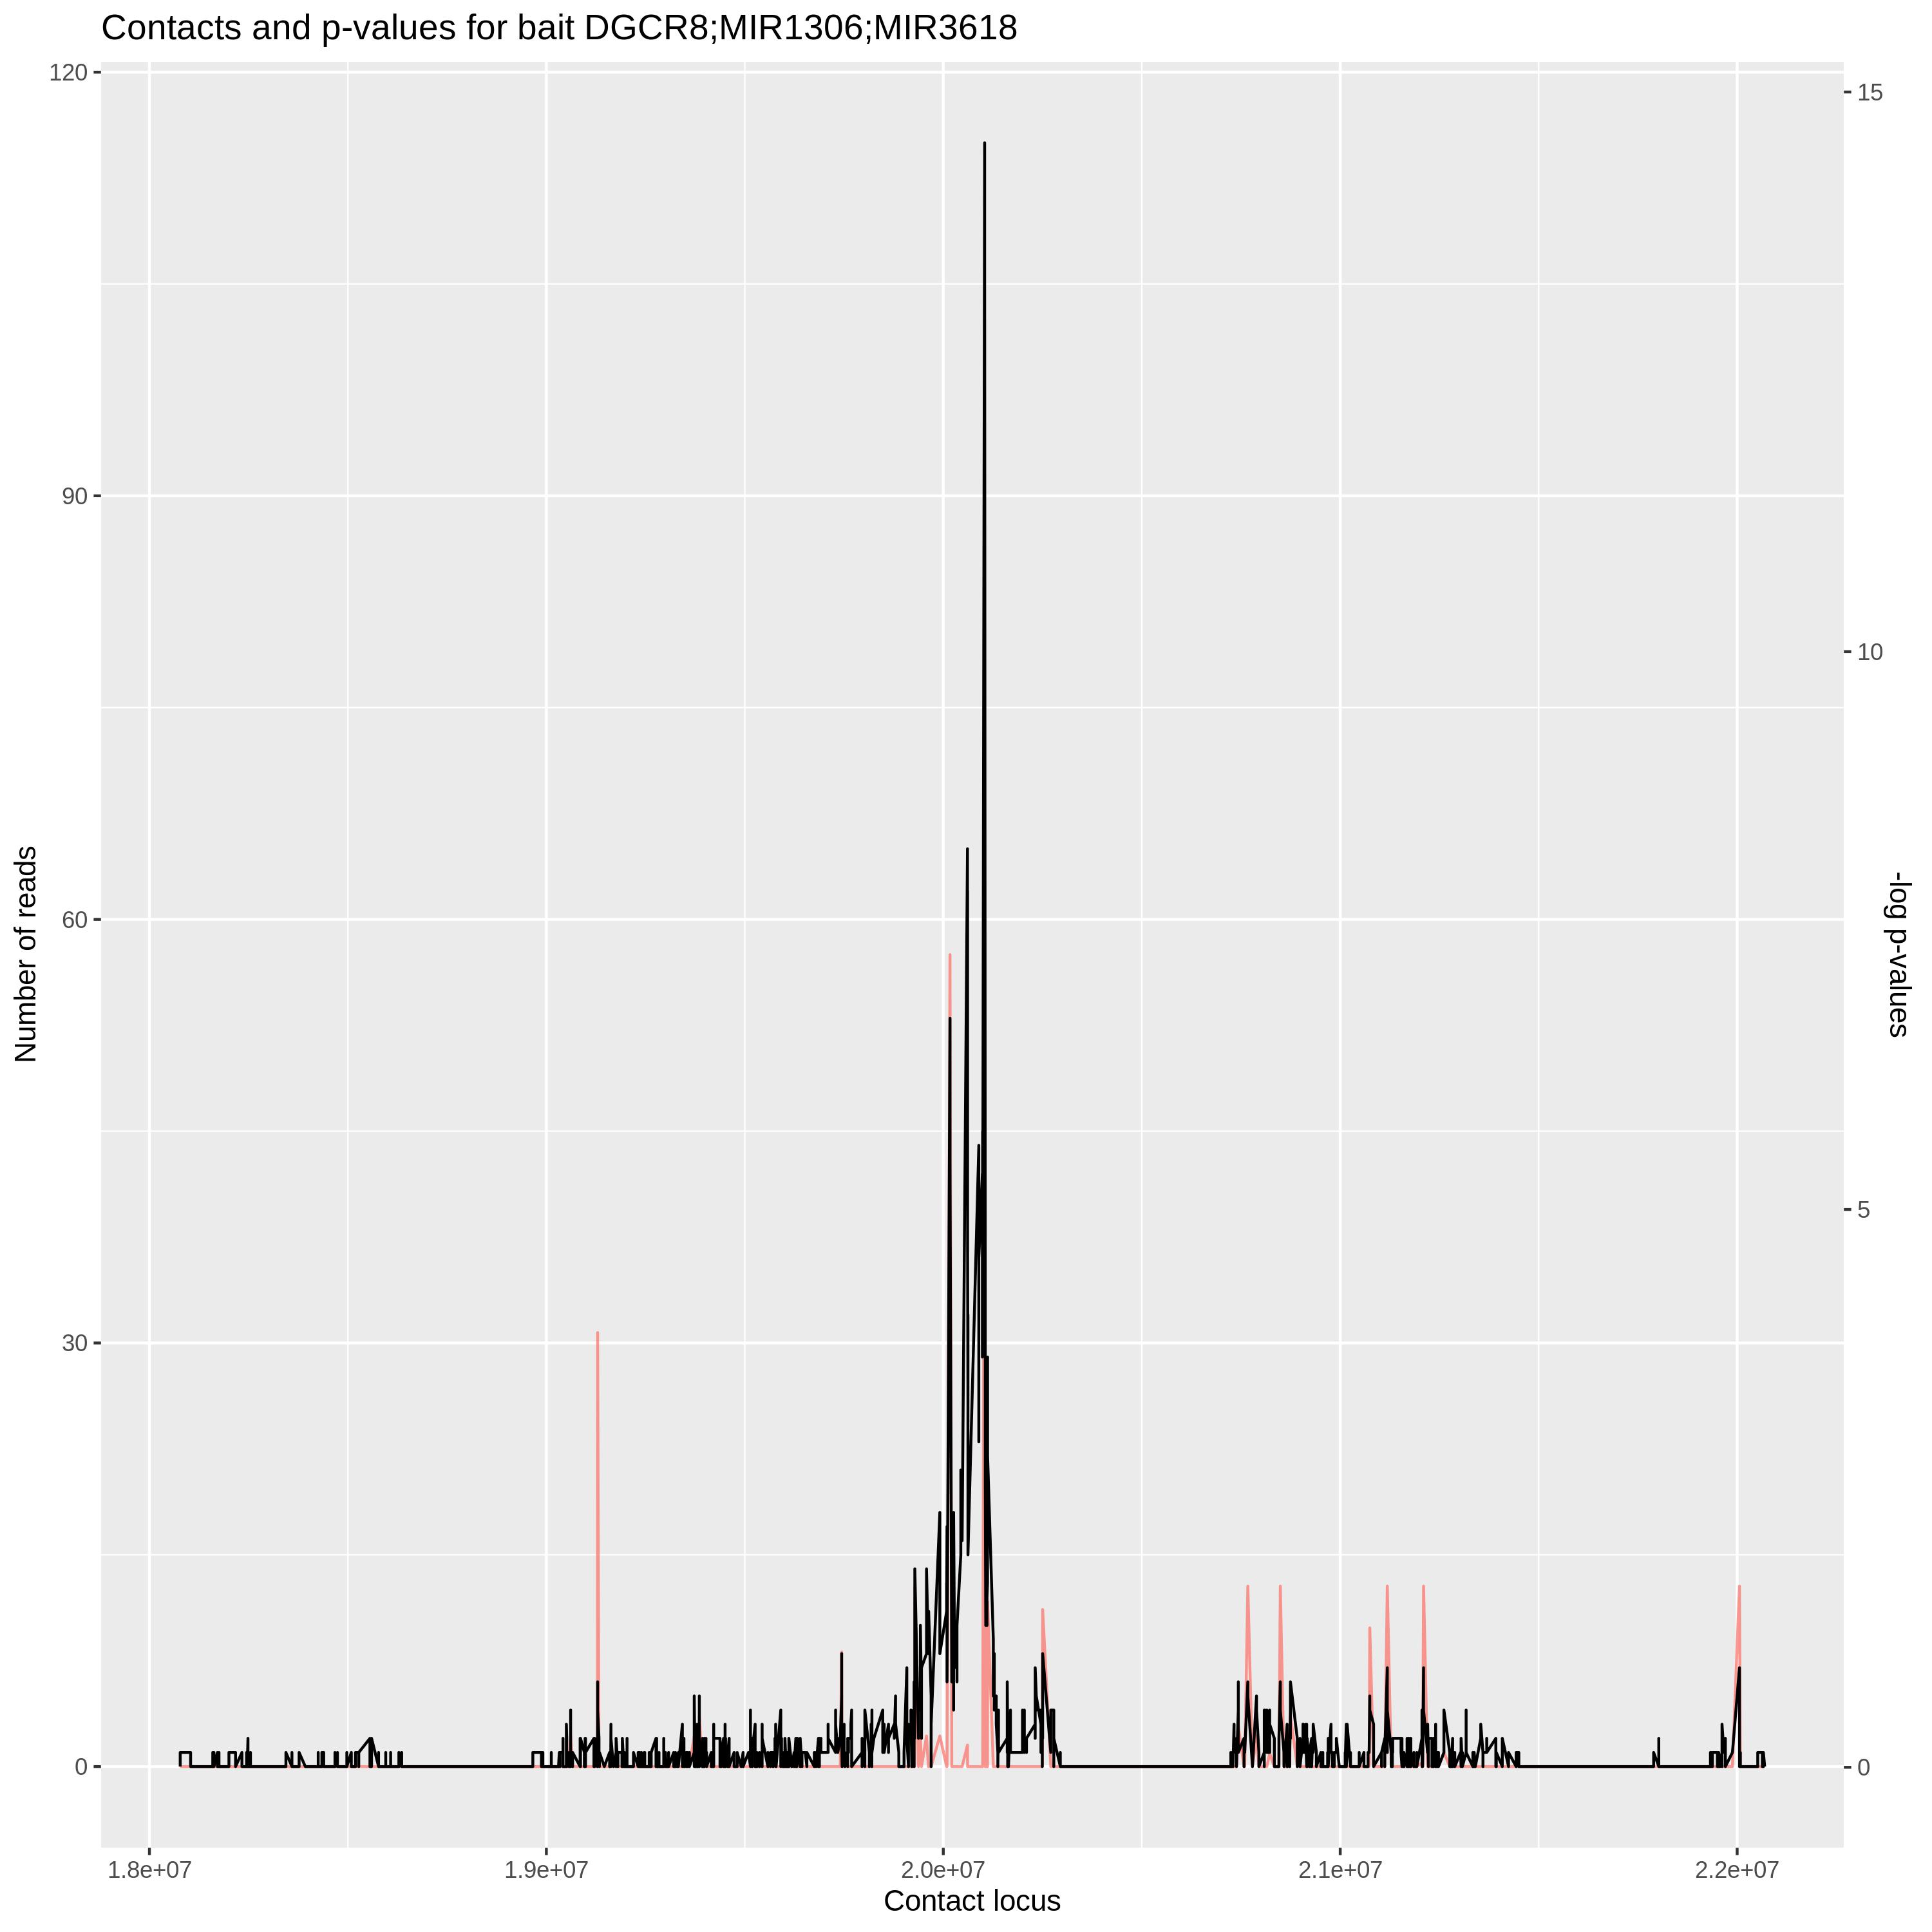 Contacts and p-values for bait DGCR8;MIR1306;MIR3618
120
90
60
30
0
Number of reads
15
10
5
0
-log p-values
1.8e+07
1.9e+07
2.0e+07
2.1e+07
2.2e+07
Contact locus